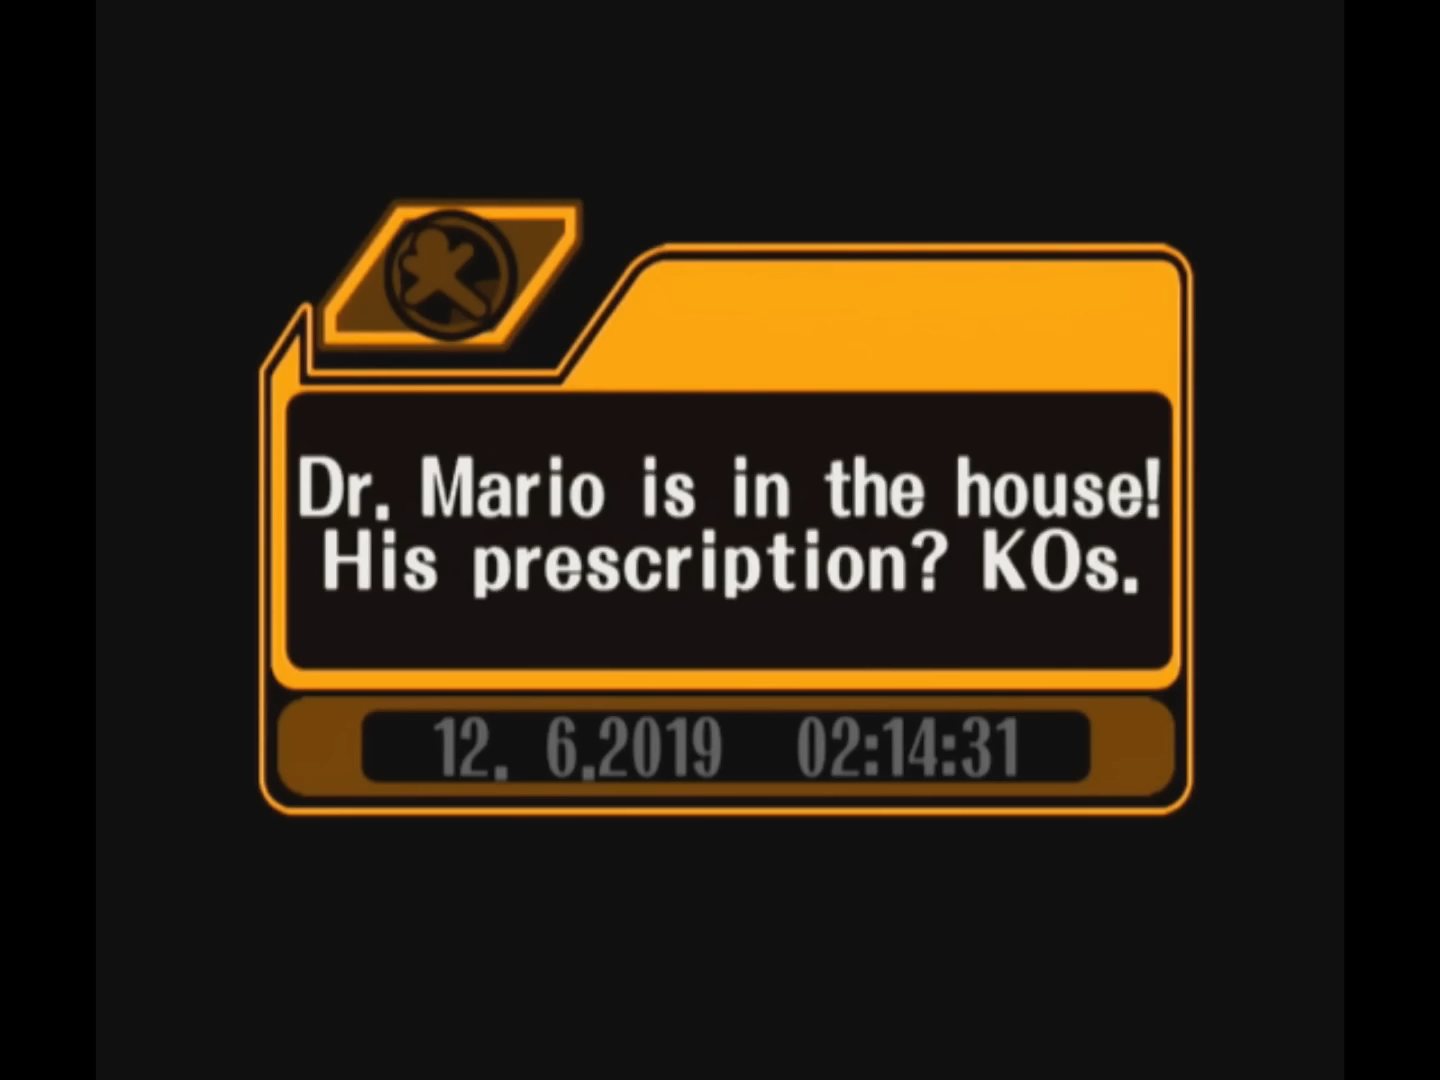 Dr. Mario is in the house!
His prescription? KOs.
12. 6.2019 02:14:31